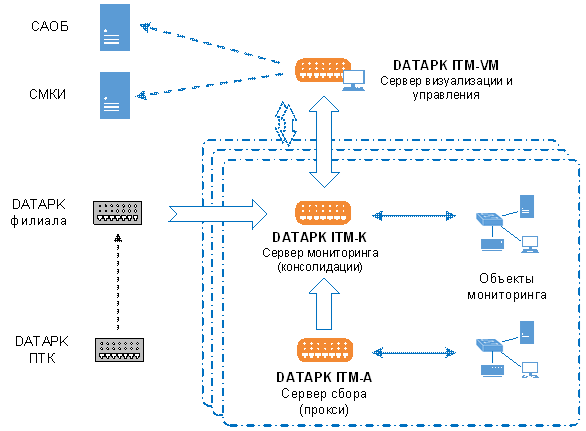 САОБ
DATAPK ITM-VM
Сервер визуализации и
управления
СМКИ
DATAPK
филиала
DATAPK ITM-K
Сервер мониторинга
(консолидации)
Объекты
мониторинга
DATAPK
ПТК
DATAPK ITM-A
Сервер сбора
(прокси)